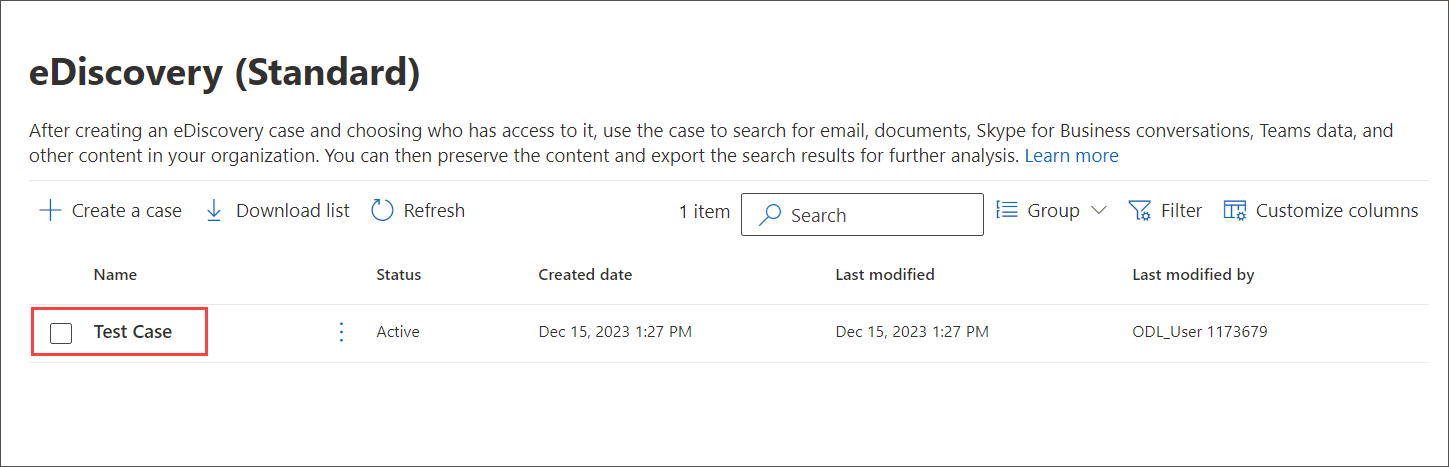 eDiscovery (Standard)
After creating an eDiscovery case and choosing who has access to it, use the case to search for email, documents, Skype for Business conversations, Teams data, and
other content in your organization. You can then preserve the content and export the search results for further analysis. Learn more
Create a case Download list Refresh 1 item Search Group Filter Customize columns
Name Status Created date Last modified Last modified by
Test Case Active Dec 15, 2023 1:27 PM Dec 15, 2023 1:27 PM ODL_User 1173679